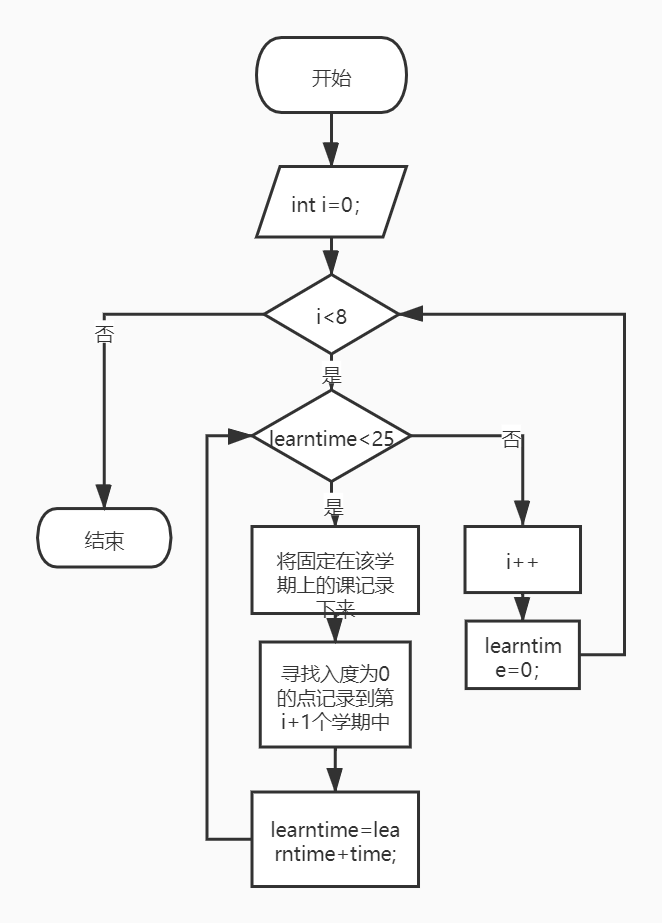 开始
int i=0;
i<8
否
是
learntime<25
否
是
将固定在该学
期上的课记录
下来
i++
learntim
e=0;
寻找入度为0
的点记录到第
i+1个学期中
learntime=lea
rntime+time;
结束